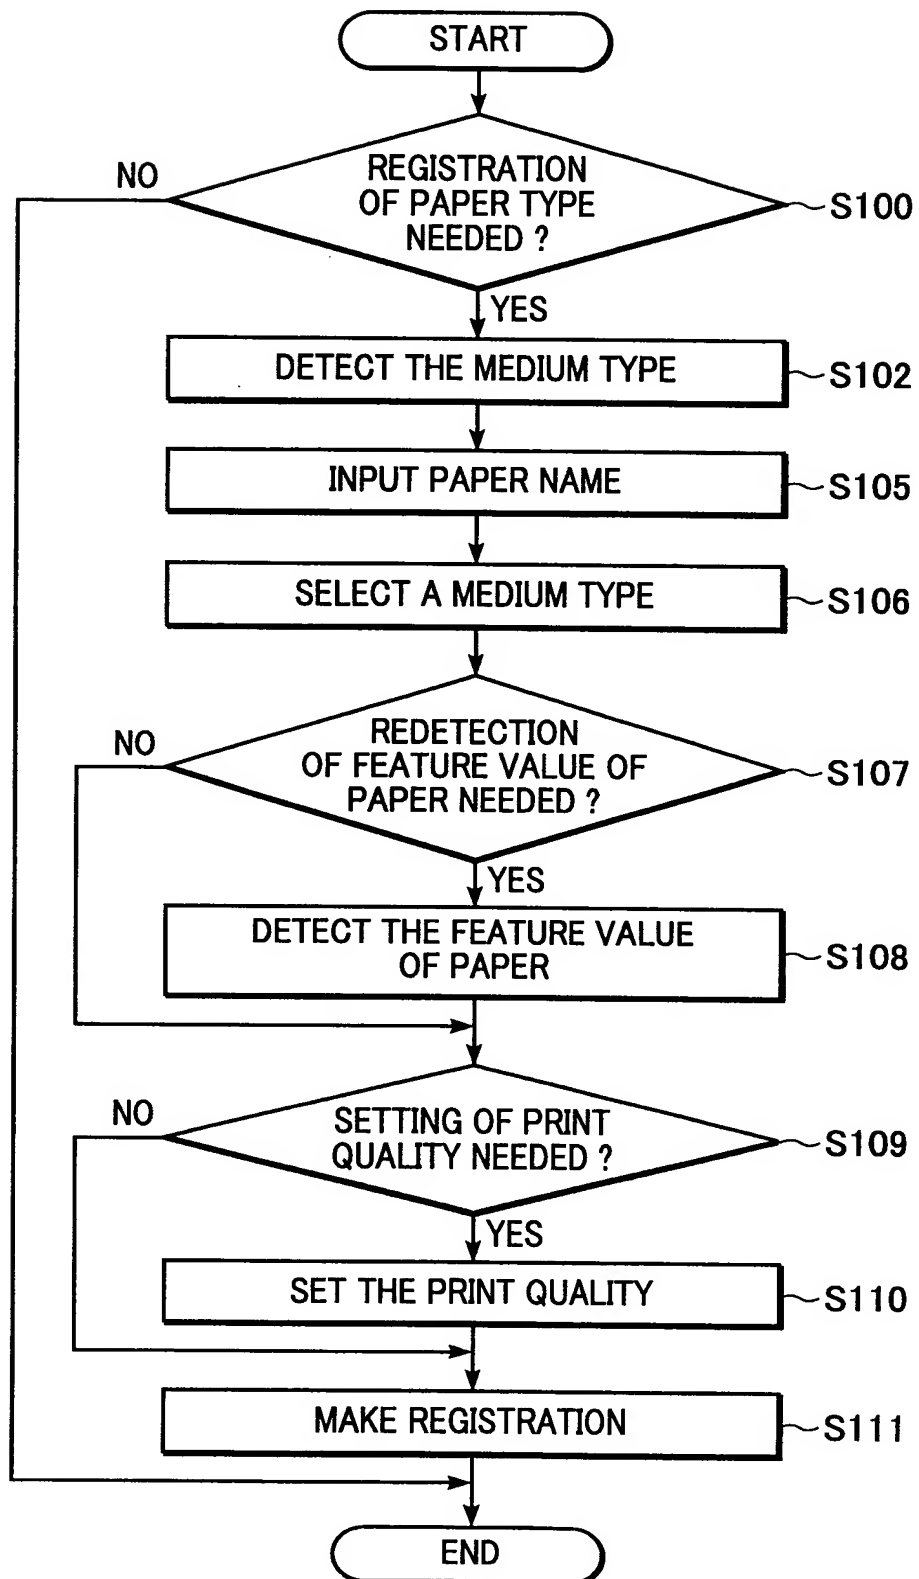 START
NO
REGISTRATION
OF PAPER TYPE
NEEDED ?
S100
YES
DETECT THE MEDIUM TYPE
S102
INPUT PAPER NAME
S105
SELECT A MEDIUM TYPE
S106
NO
REDETECTION
OF FEATURE VALUE OF
PAPER NEEDED ?
S107
YES
DETECT THE FEATURE VALUE
OF PAPER
S108
NO
SETTING OF PRINT
QUALITY NEEDED ?
S109
YES
SET THE PRINT QUALITY
S110
MAKE REGISTRATION
S111
END